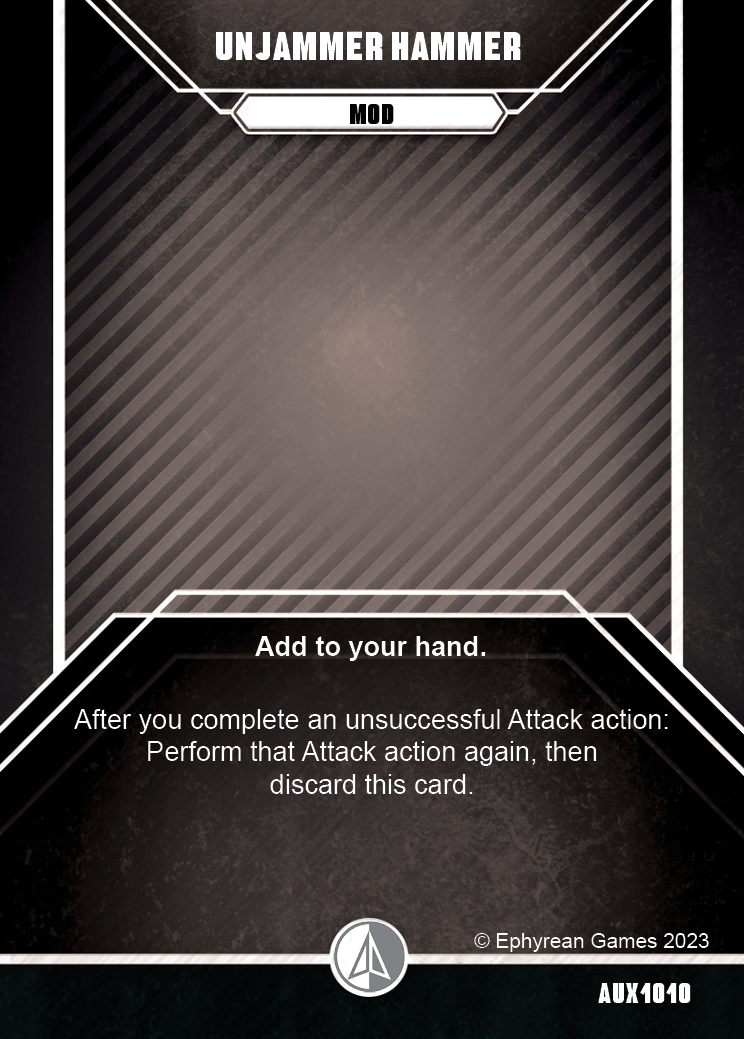 UNJAMMER HAMMER
MOD
Add to your hand.
After you complete an unsuccessful Attack action:
Perform that Attack action again, then
discard this card.
© Ephyrean Games 2023
AUX1010